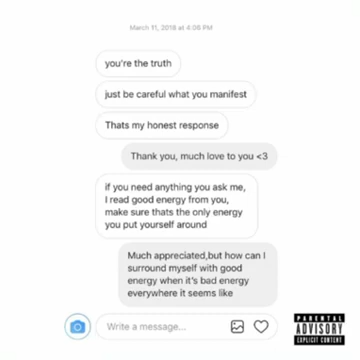 March 11, 2018 at 4:06 PM
you're the truth
just be careful what you manifest
Thats my honest response
Thank you, much love to you <3
if you need anything you ask me,
I read good energy from you,
make sure thats the only energy
you put yourself around
Much appreciated,but how can I
surround myself with good
energy when it's bad energy
everywhere it seems like
Write a message...
PARENTAL
ADVISORY
EXPLICIT CONTENT